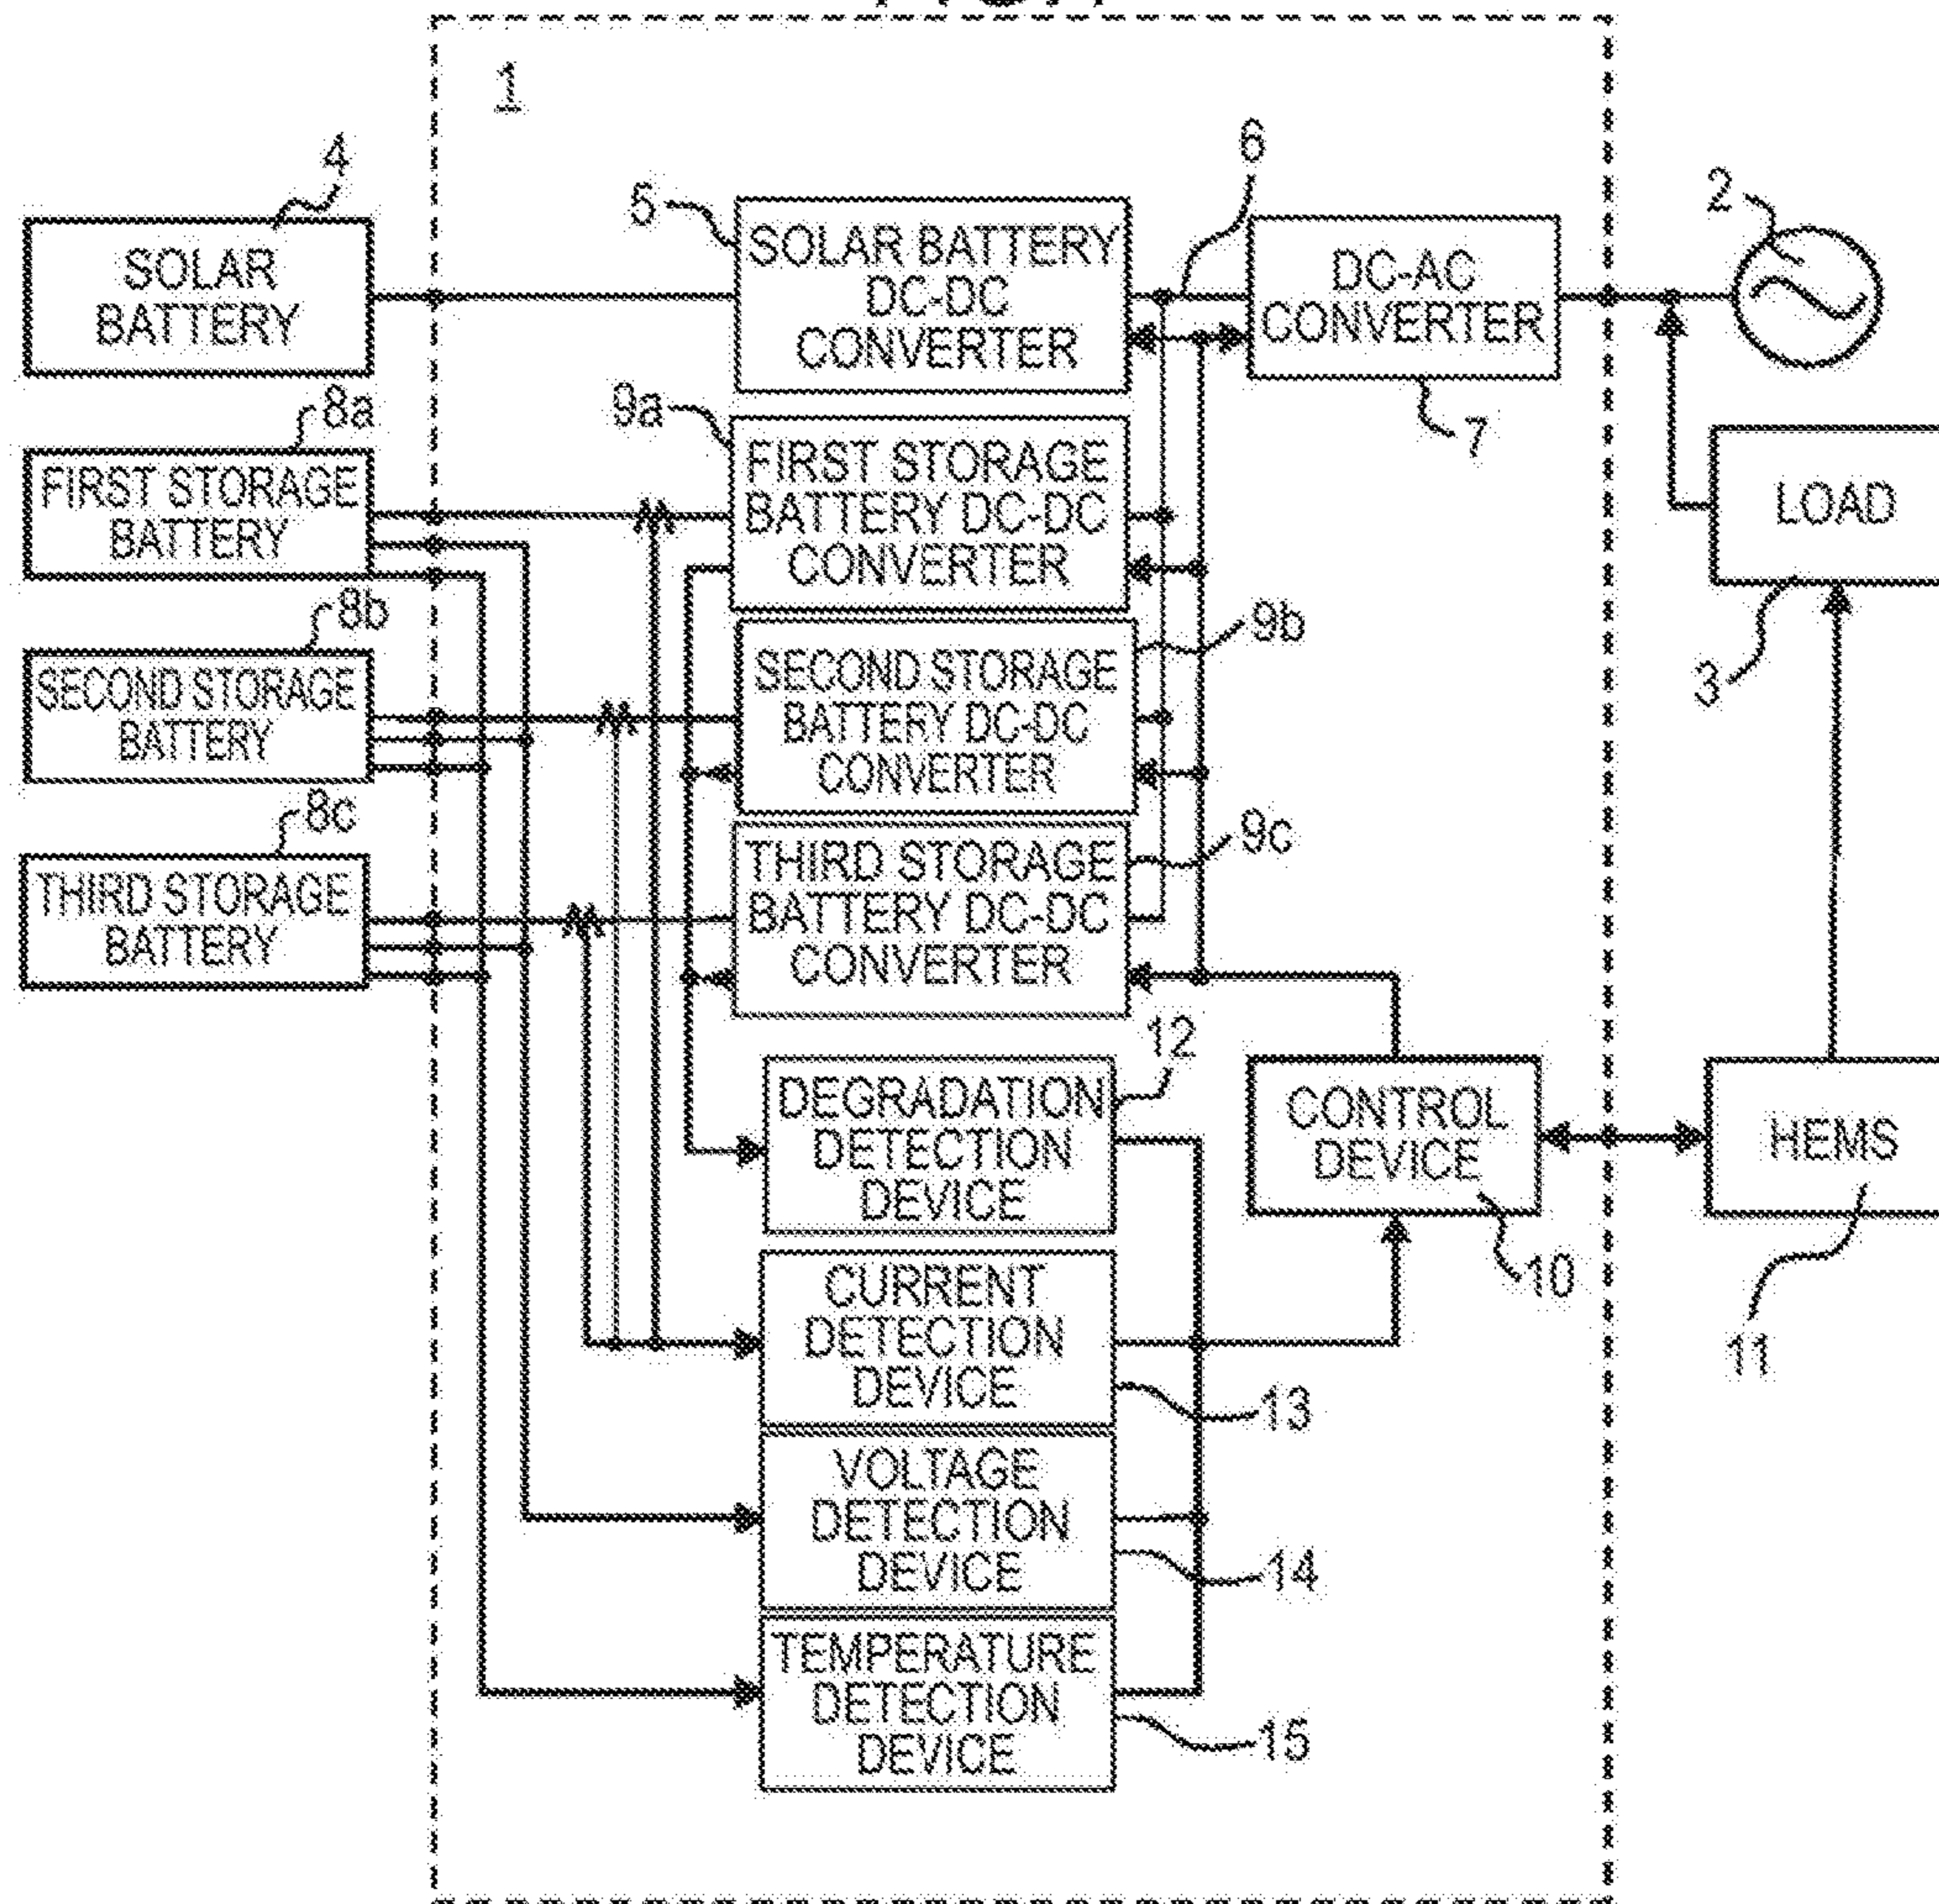 1
4
SOLAR
BATTERY
5
SOLAR BATTERY
DC-DC
CONVERTER
6
DC-AC
CONVERTER
7
2
8a
FIRST STORAGE
BATTERY
9a
FIRST STORAGE
BATTERY DC-DC
CONVERTER
LOAD
3
8b
SECOND STORAGE
BATTERY
SECOND STORAGE
BATTERY DC-DC
CONVERTER
9b
8c
THIRD STORAGE
BATTERY
THIRD STORAGE
BATTERY DC-DC
CONVERTER
9c
12
DEGRADATION
DETECTION
DEVICE
CONTROL
DEVICE
10
HEMS
11
CURRENT
DETECTION
DEVICE
13
VOLTAGE
DETECTION
DEVICE
14
TEMPERATURE
DETECTION
DEVICE
15